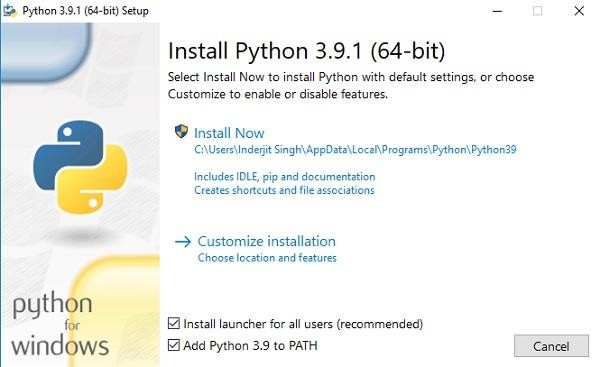 Python 3.9.1 (64-bit) Setup
Install Python 3.9.1 (64-bit)
Select Install Now to install Python with default settings, or choose
Customize to enable or disable features.
Install Now
C:\Users\Inderjit Singh\AppData\Local\Programs\Python\Python39
Includes IDLE, pip and documentation
Creates shortcuts and file associations
Customize installation
Choose location and features
python
for
windows
Install launcher for all users (recommended)
Add Python 3.9 to PATH
Cancel